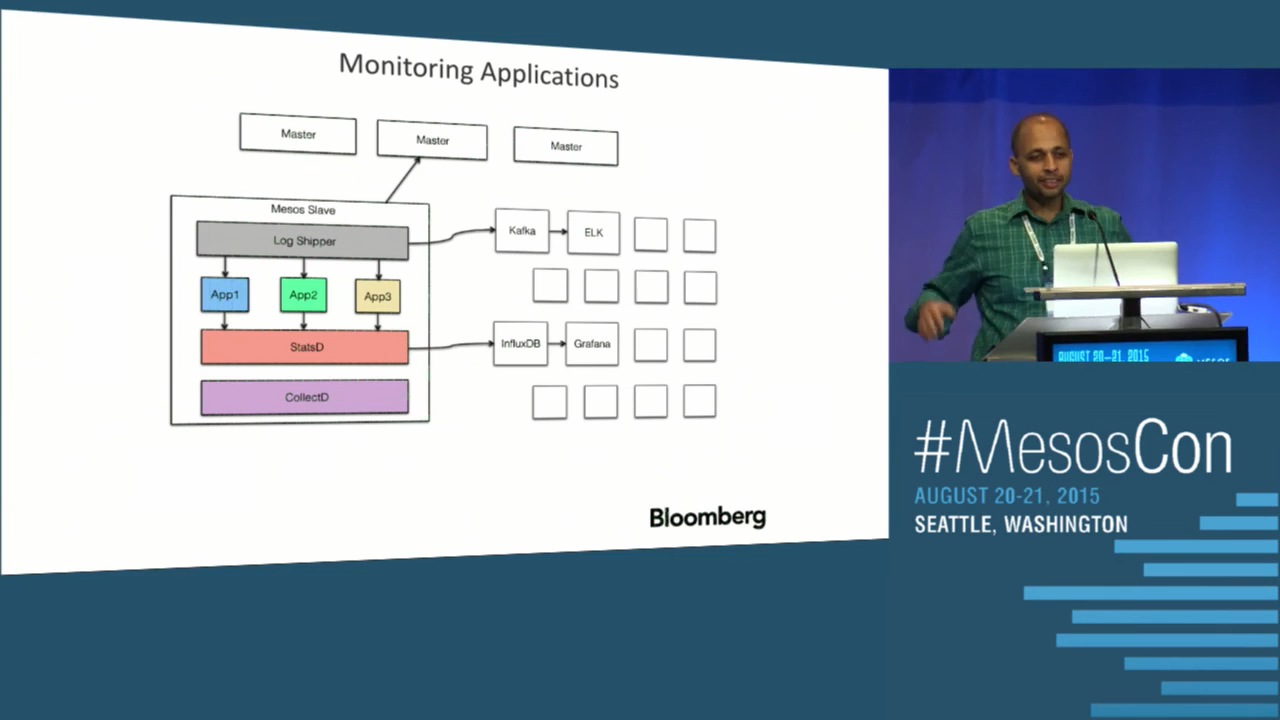 Monitoring Applications
Master
Master
Master
Mesos Slave
Log Shipper
App1
App2
App3
StatsD
CollectD
Kafka
ELK
InfluxDB
Grafana
Bloomberg
AUGUST 20-21, 2015
MESOS
#MesosCon
AUGUST 20-21, 2015
SEATTLE, WASHINGTON